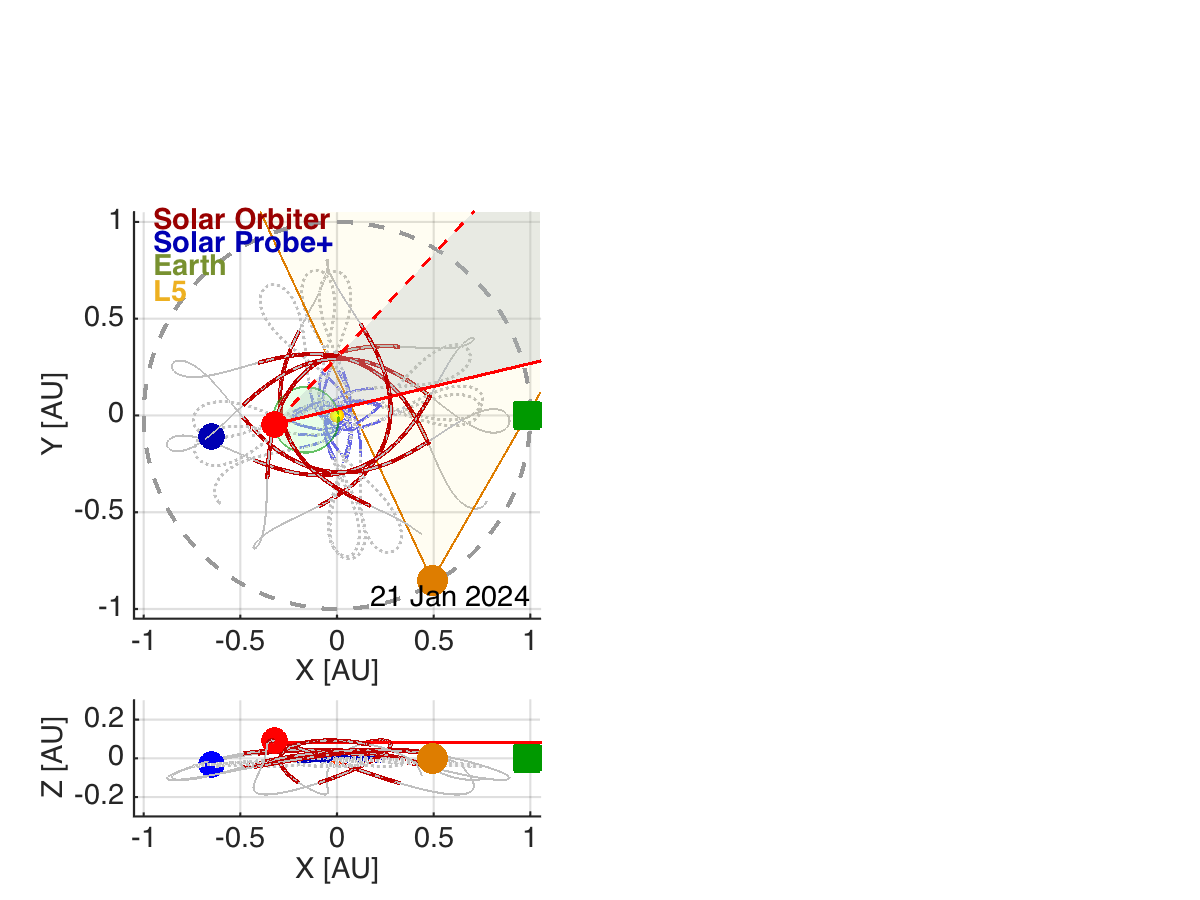 Solar Orbiter
Solar Probe+
Earth
L5
1
0.5
0
-0.5
-1
Y [AU]
21 Jan 2024
-1 -0.5 0 0.5 1
X [AU]
0.2
0
-0.2
Z [AU]
-1 -0.5 0 0.5 1
X [AU]